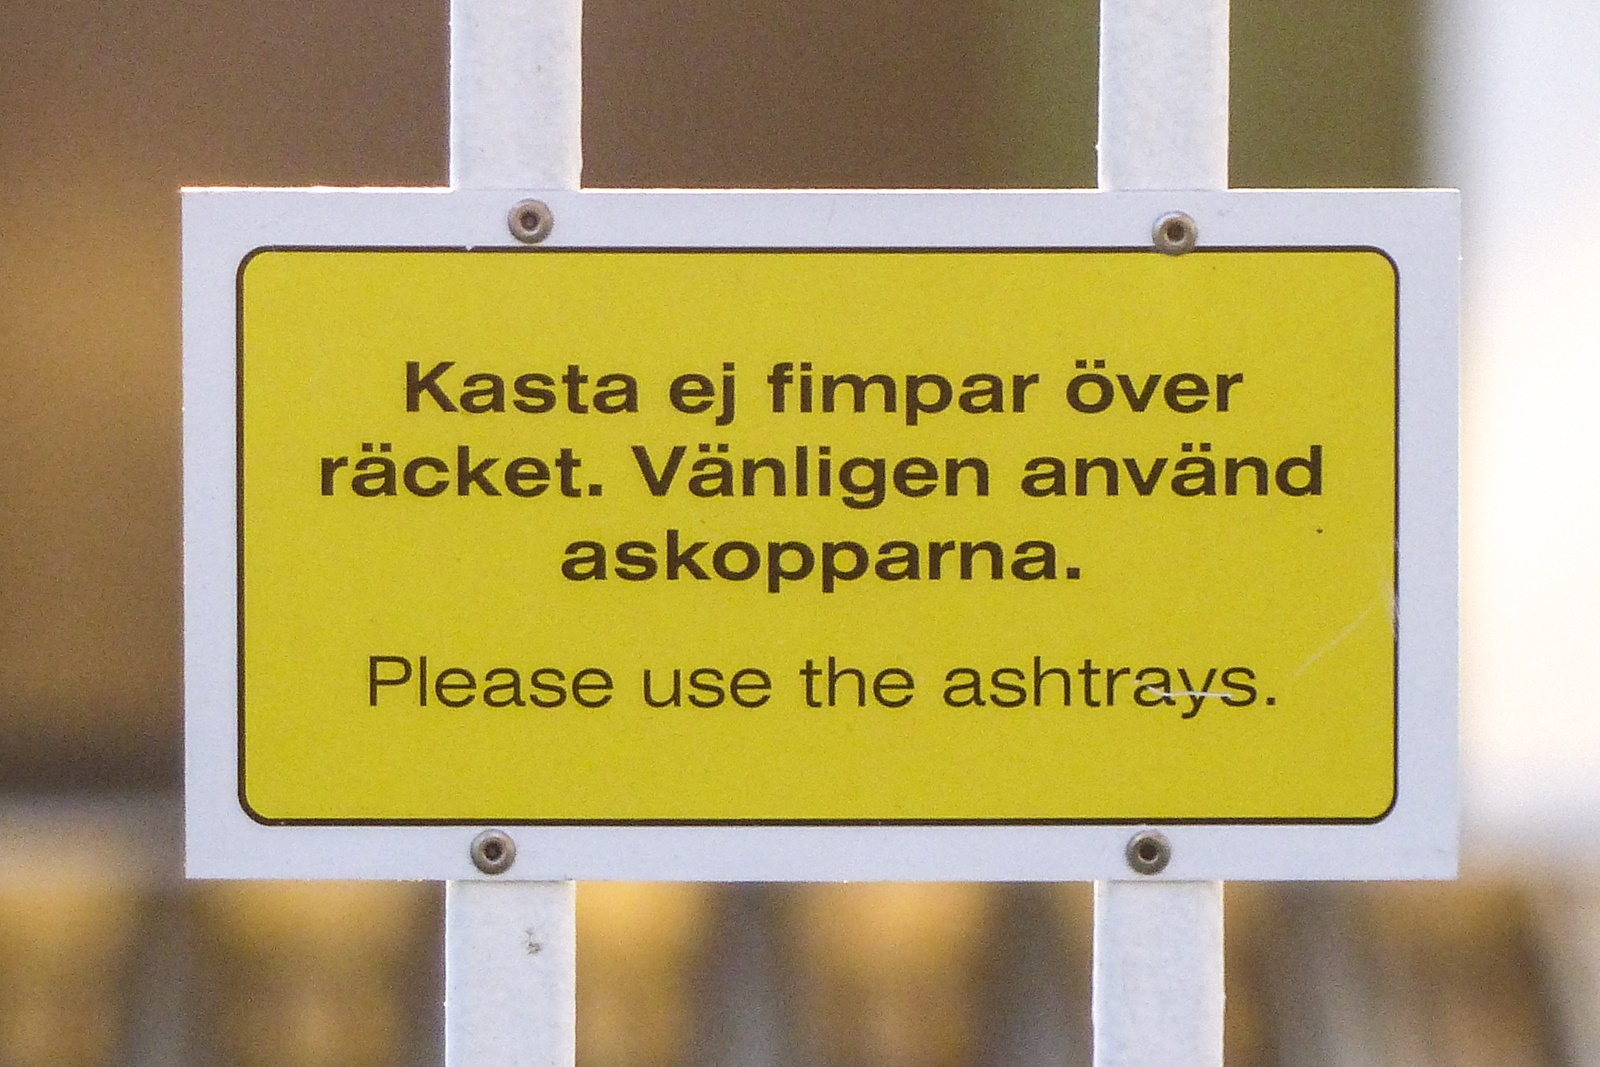 Kasta ej fimpar över
räcket. Vänligen använd
askopparna.
Please use the ashtrays.